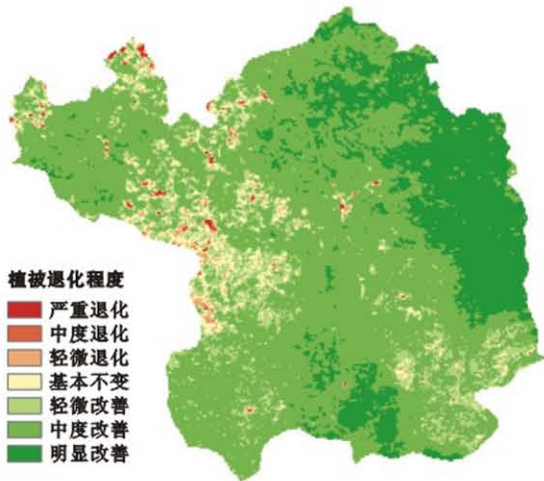 植被退化程度
严重退化
中度退化
轻微退化
基本不变
轻微改善
中度改善
明显改善